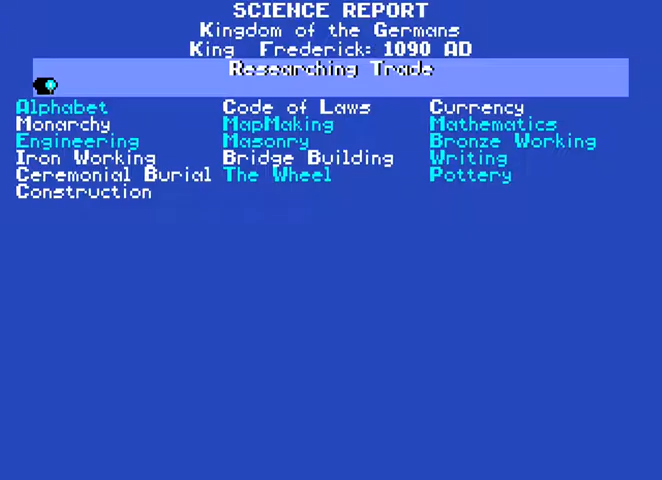 SCIENCE REPORT
Kingdom of the Germans
King Frederick: 1090 AD
Researching Trade
Alphabet Code of Laws Currency
Monarchy MapMaking Mathematics
Engineering Masonry Bronze Working
Iron Working Bridge Building Writing
Ceremonial Burial The Wheel Pottery
Construction